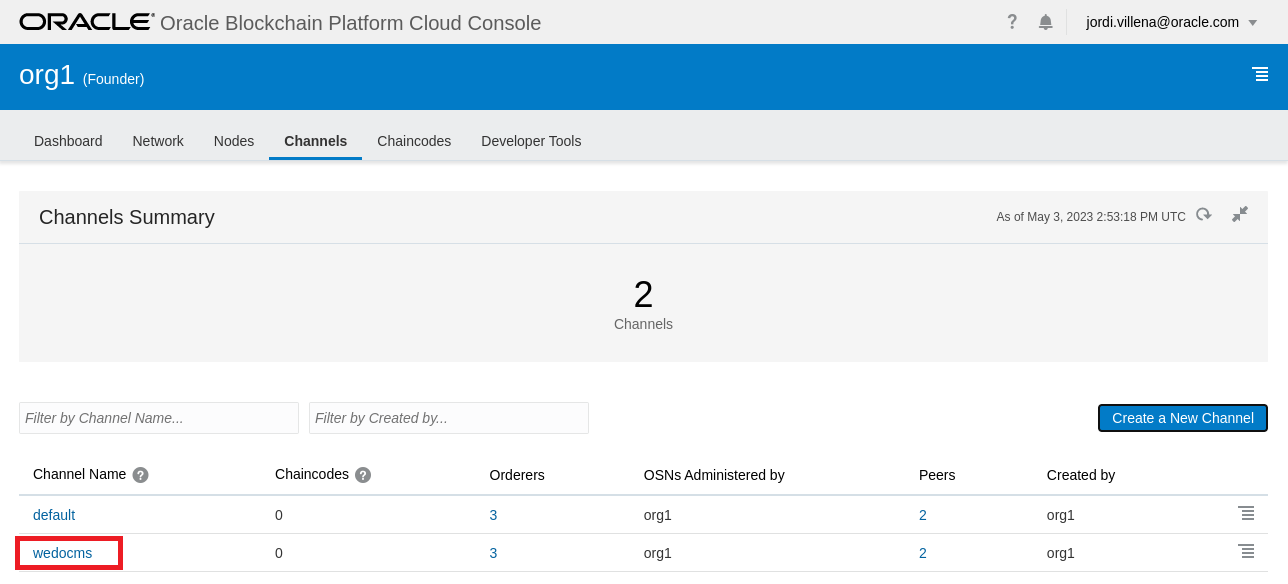 ORACLE® Oracle Blockchain Platform Cloud Console ? jordi.villena@oracle.com
org1 (Founder)
Dashboard Network Nodes Channels Chaincodes Developer Tools
Channels Summary As of May 3, 2023 2:53:18 PM UTC
2
Channels
Filter by Channel Name... Filter by Created by... Create a New Channel
Channel Name ? Chaincodes ? Orderers OSNs Administered by Peers Created by
default 0 3 org1 2 org1
wedocms 0 3 org1 2 org1